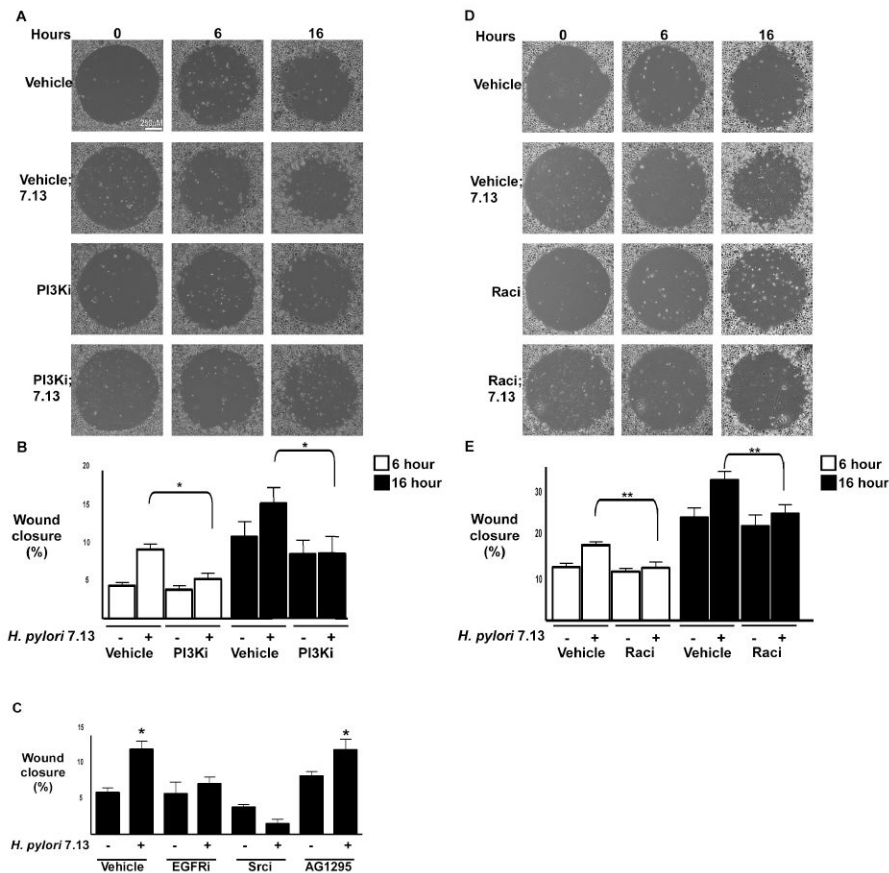 A
Hours 0 6 16
Vehicle
250μM
Vehicle;
7.13
PI3Ki
PI3Ki;
7.13
B
20
15
10
5
Wound
closure
(%)
* *
6 hour
16 hour
H. pylori 7.13 - + - + - + - +
Vehicle PI3Ki Vehicle PI3Ki
C
15
10
5
Wound
closure
(%)
* *
H. pylori 7.13 - + - + - + - +
Vehicle EGFRi Srci AG1295
D
Hours 0 6 16
Vehicle
Vehicle;
7.13
Raci
Raci;
7.13
E
30
20
10
Wound
closure
(%)
** **
6 hour
16 hour
H. pylori 7.13 - + - + - + - +
Vehicle Raci Vehicle Raci